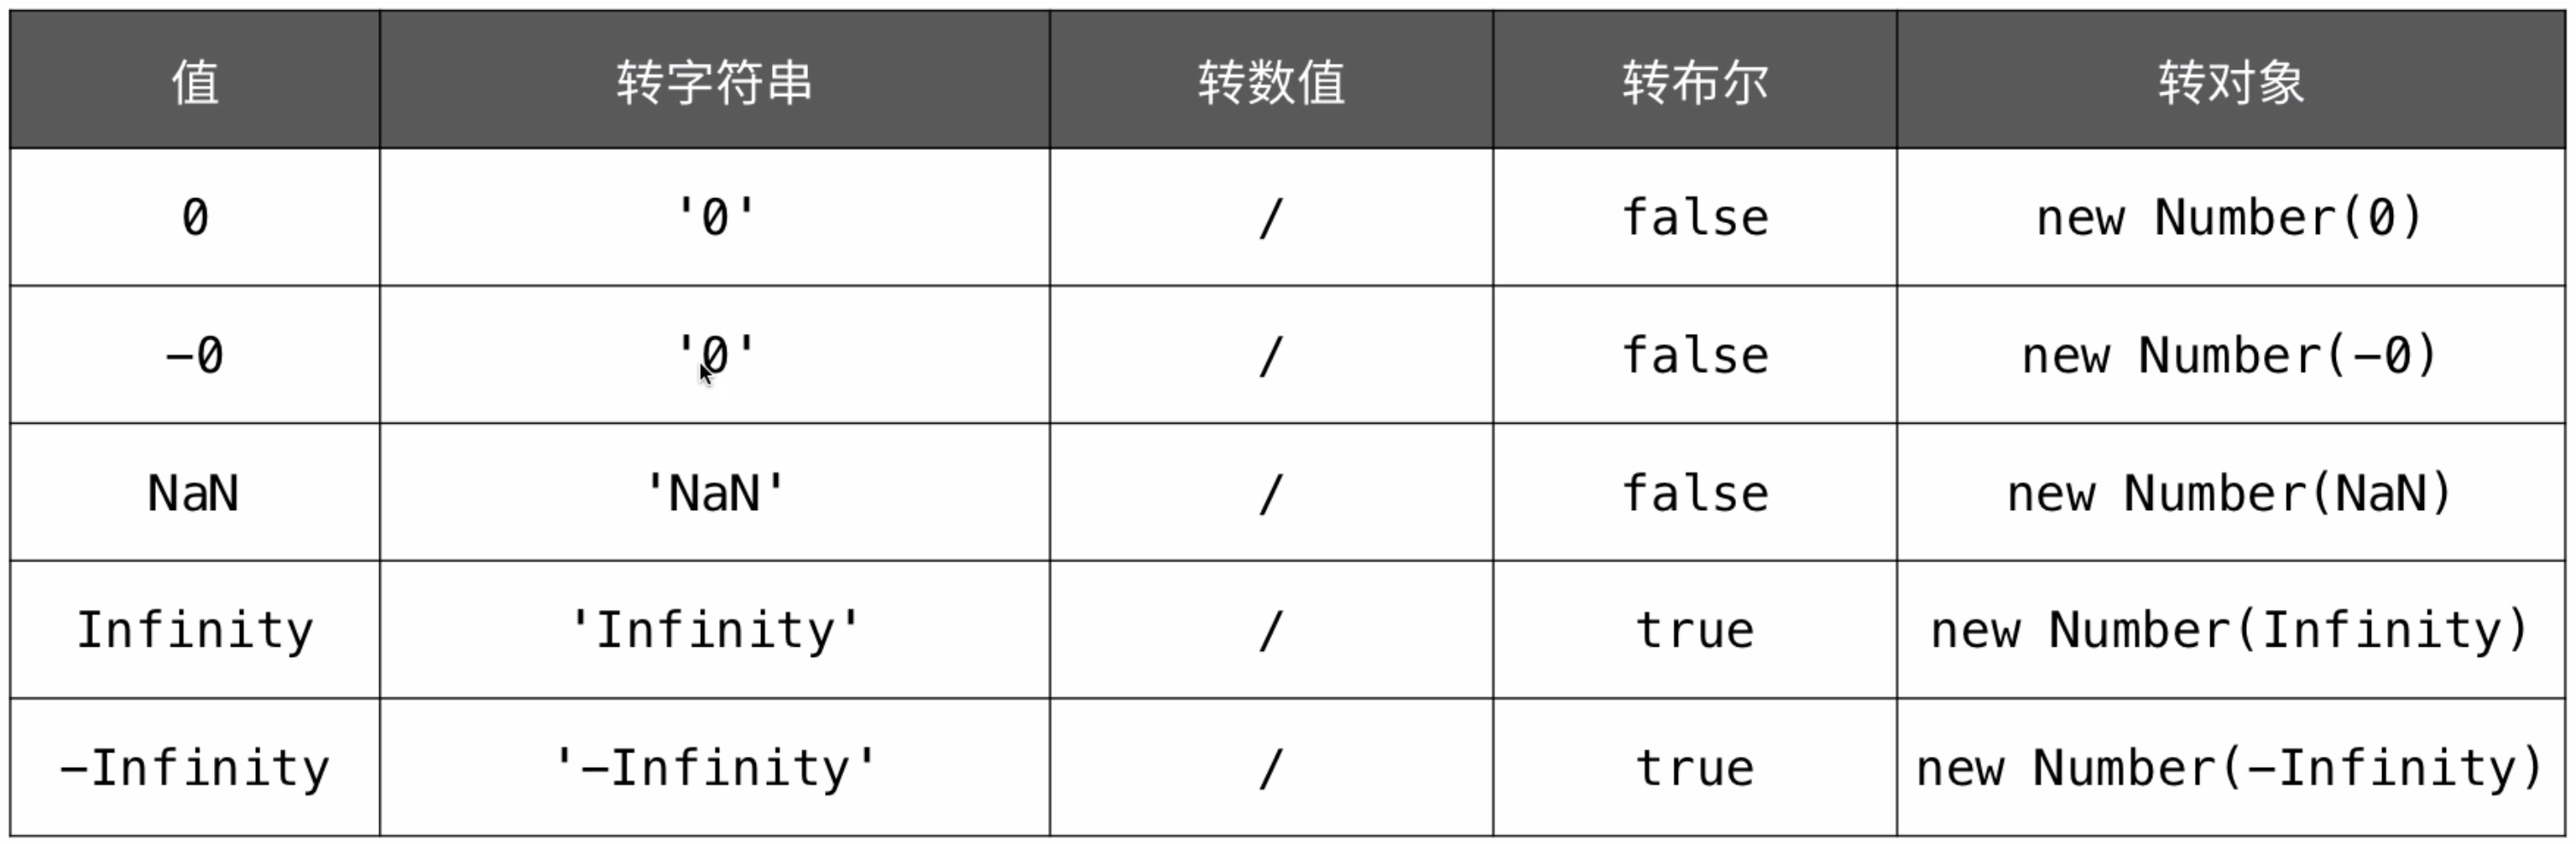 值 转字符串 转数值 转布尔 转对象
0 '0' / false new Number(0)
-0 '0' / false new Number(-0)
NaN 'NaN' / false new Number(NaN)
Infinity 'Infinity' / true new Number(Infinity)
-Infinity '-Infinity' / true new Number(-Infinity)